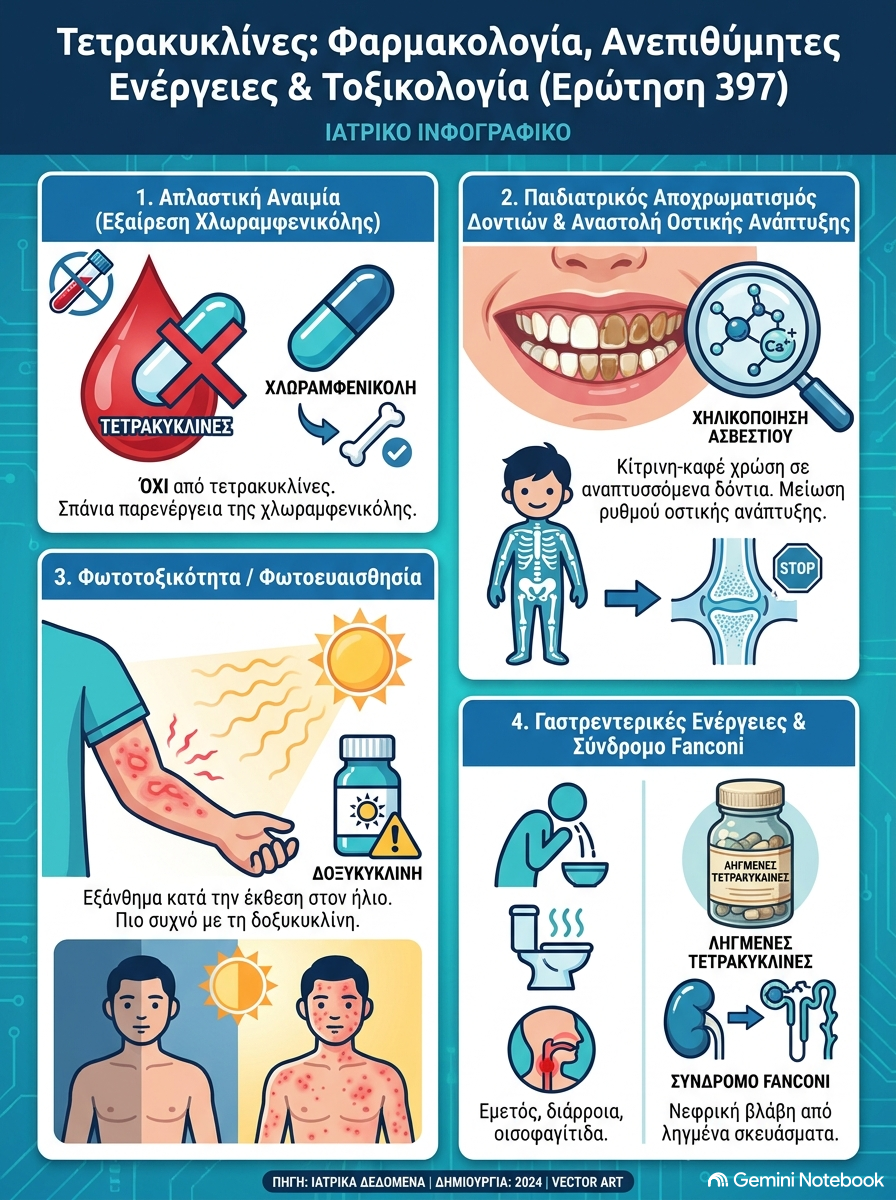 Τετρακυκλίνες: Φαρμακολογία, Ανεπιθύμητες
Ενέργειες & Τοξικολογία (Ερώτηση 397)
ΙΑΤΡΙΚΟ ΙΝΦΟΓΡΑΦΙΚΟ
1. Απλαστική Αναιμία
(Εξαίρεση Χλωραμφενικόλης)
ΤΕΤΡΑΚΥΚΛΙΝΕΣ
ΧΛΩΡΑΜΦΕΝΙΚΟΛΗ
ΌΧΙ από τετρακυκλίνες.
Σπάνια παρενέργεια της χλωραμφενικόλης.
2. Παιδιατρικός Αποχρωματισμός
Δοντιών & Αναστολή Οστικής Ανάπτυξης
Ca⁺⁺
ΧΗΛΙΚΟΠΟΙΗΣΗ
ΑΣΒΕΣΤΙΟΥ
Κίτρινη-καφέ χρώση σε
αναπτυσσόμενα δόντια. Μείωση
ρυθμού οστικής ανάπτυξης.
STOP
3. Φωτοτοξικότητα / Φωτοευαισθησία
ΔΟΞΥΚΥΚΛΙΝΗ
Εξάνθημα κατά την έκθεση στον ήλιο.
Πιο συχνό με τη δοξυκυκλίνη.
4. Γαστρεντερικές Ενέργειες &
Σύνδρομο Fanconi
ΑΗΓΜΕΝΕΣ
ΤΕΤΡΑΡΥΚΑΙΝΕΣ
ΛΗΓΜΕΝΕΣ
ΤΕΤΡΑΚΥΚΛΙΝΕΣ
ΣΥΝΔΡΟΜΟ FANCONI
Εμετός, διάρροια,
οισοφαγίτιδα.
Νεφρική βλάβη από
ληγμένα σκευάσματα.
ΠΗΓΗ: ΙΑΤΡΙΚΑ ΔΕΔΟΜΕΝΑ | ΔΗΜΙΟΥΡΓΙΑ: 2024 | VECTOR ART
Gemini Notebook